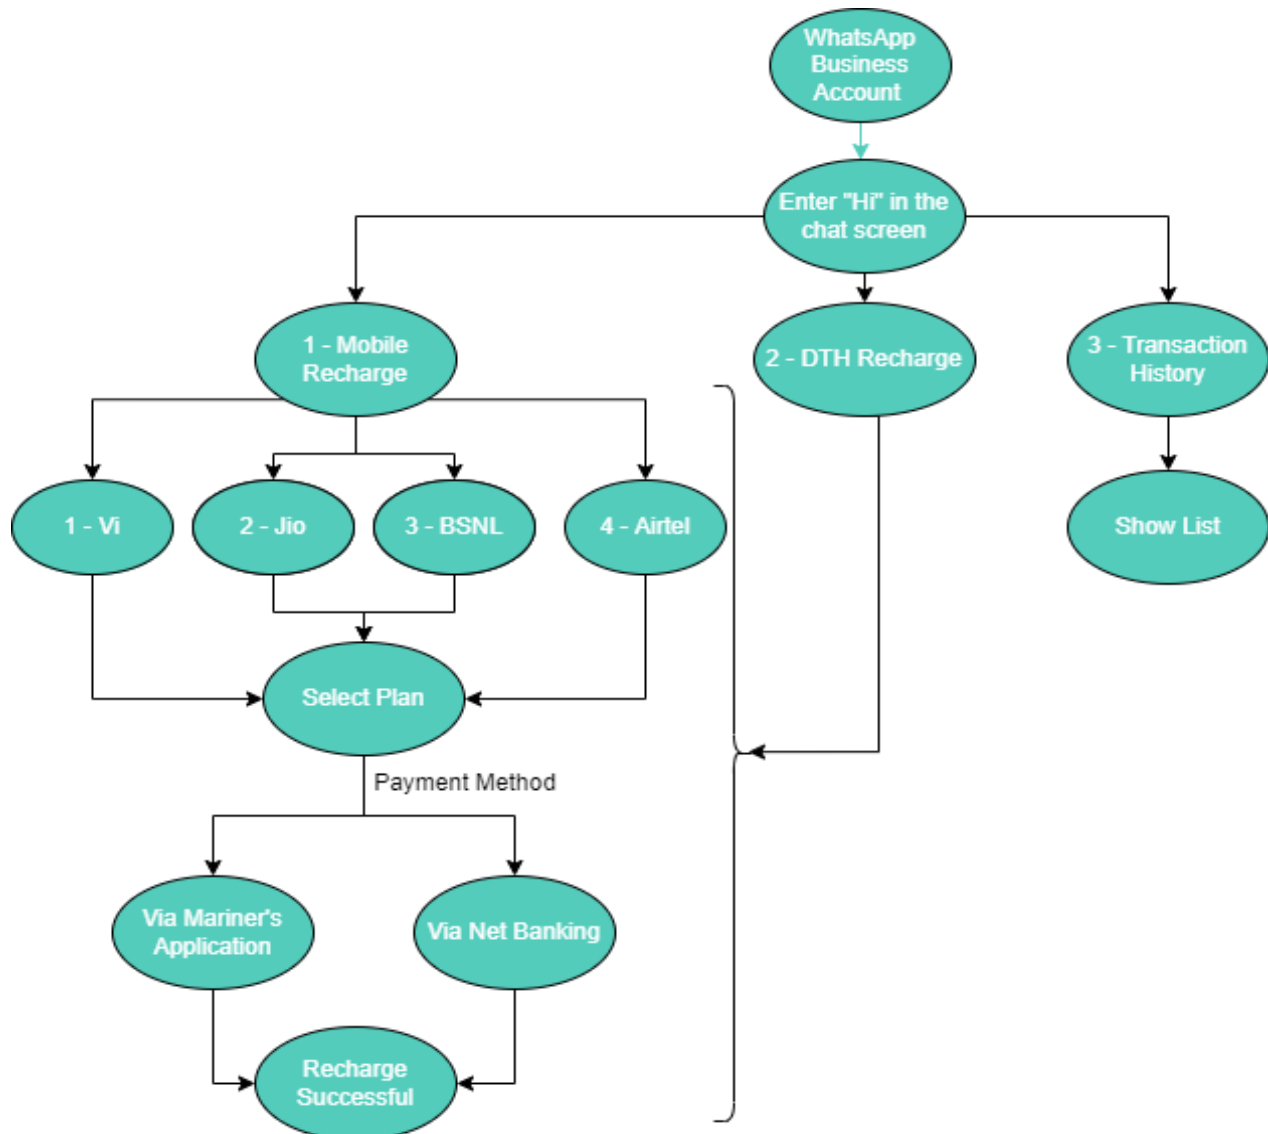 WhatsApp
Business
Account
Enter "Hi" in the
chat screen
1 - Mobile
Recharge
2 - DTH Recharge
3 - Transaction
History
1 - Vi
2 - Jio
3 - BSNL
4 - Airtel
Show List
Select Plan
Payment Method
Via Mariner's
Application
Via Net Banking
Recharge
Successful